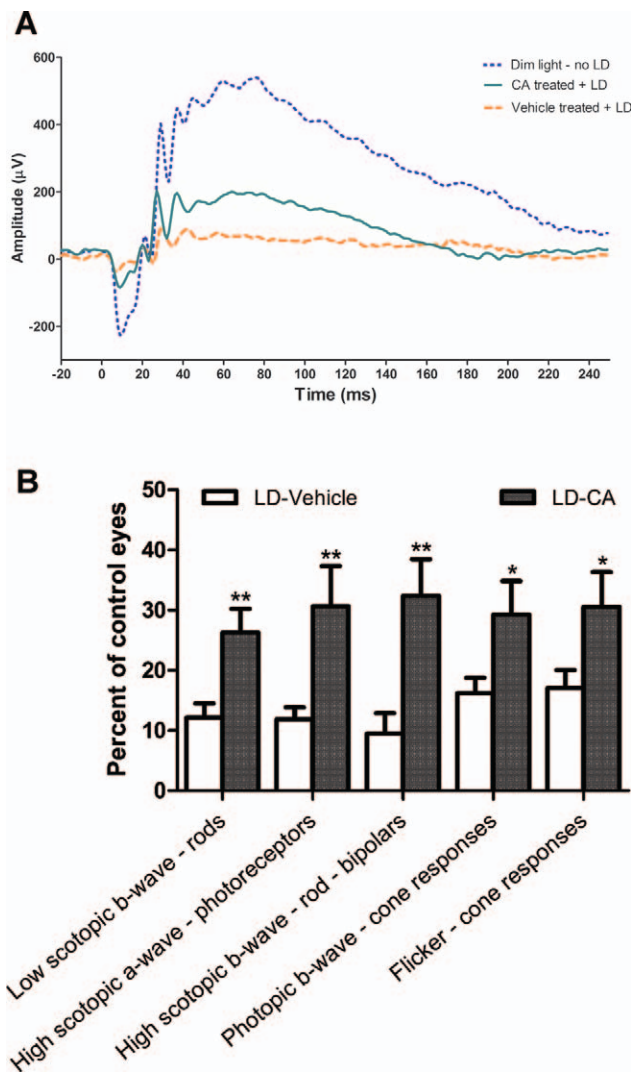 A
600
400
200
0
-200
Amplitude (µV)
-20 0 20 40 60 80 100 120 140 160 180 200 220 240
Time (ms)
Dim light - no LD
CA treated + LD
Vehicle treated + LD
B
50
40
30
20
10
0
Percent of control eyes
LD-Vehicle LD-CA
** ** ** * *
Low scotopic b-wave - rods
High scotopic a-wave - photoreceptors
High scotopic b-wave - rod - bipolars
Photopic b-wave - cone responses
Flicker - cone responses